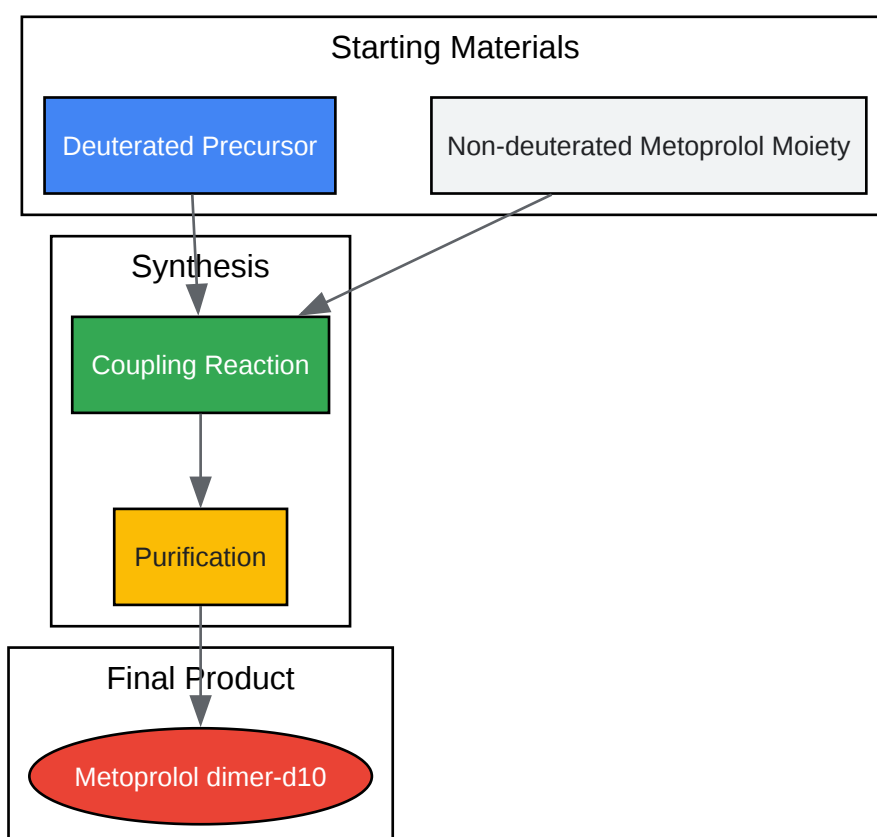 Starting Materials
Deuterated Precursor
Non-deuterated Metoprolol Moiety
Synthesis
Coupling Reaction
Purification
Final Product
Metoprolol dimer-d10